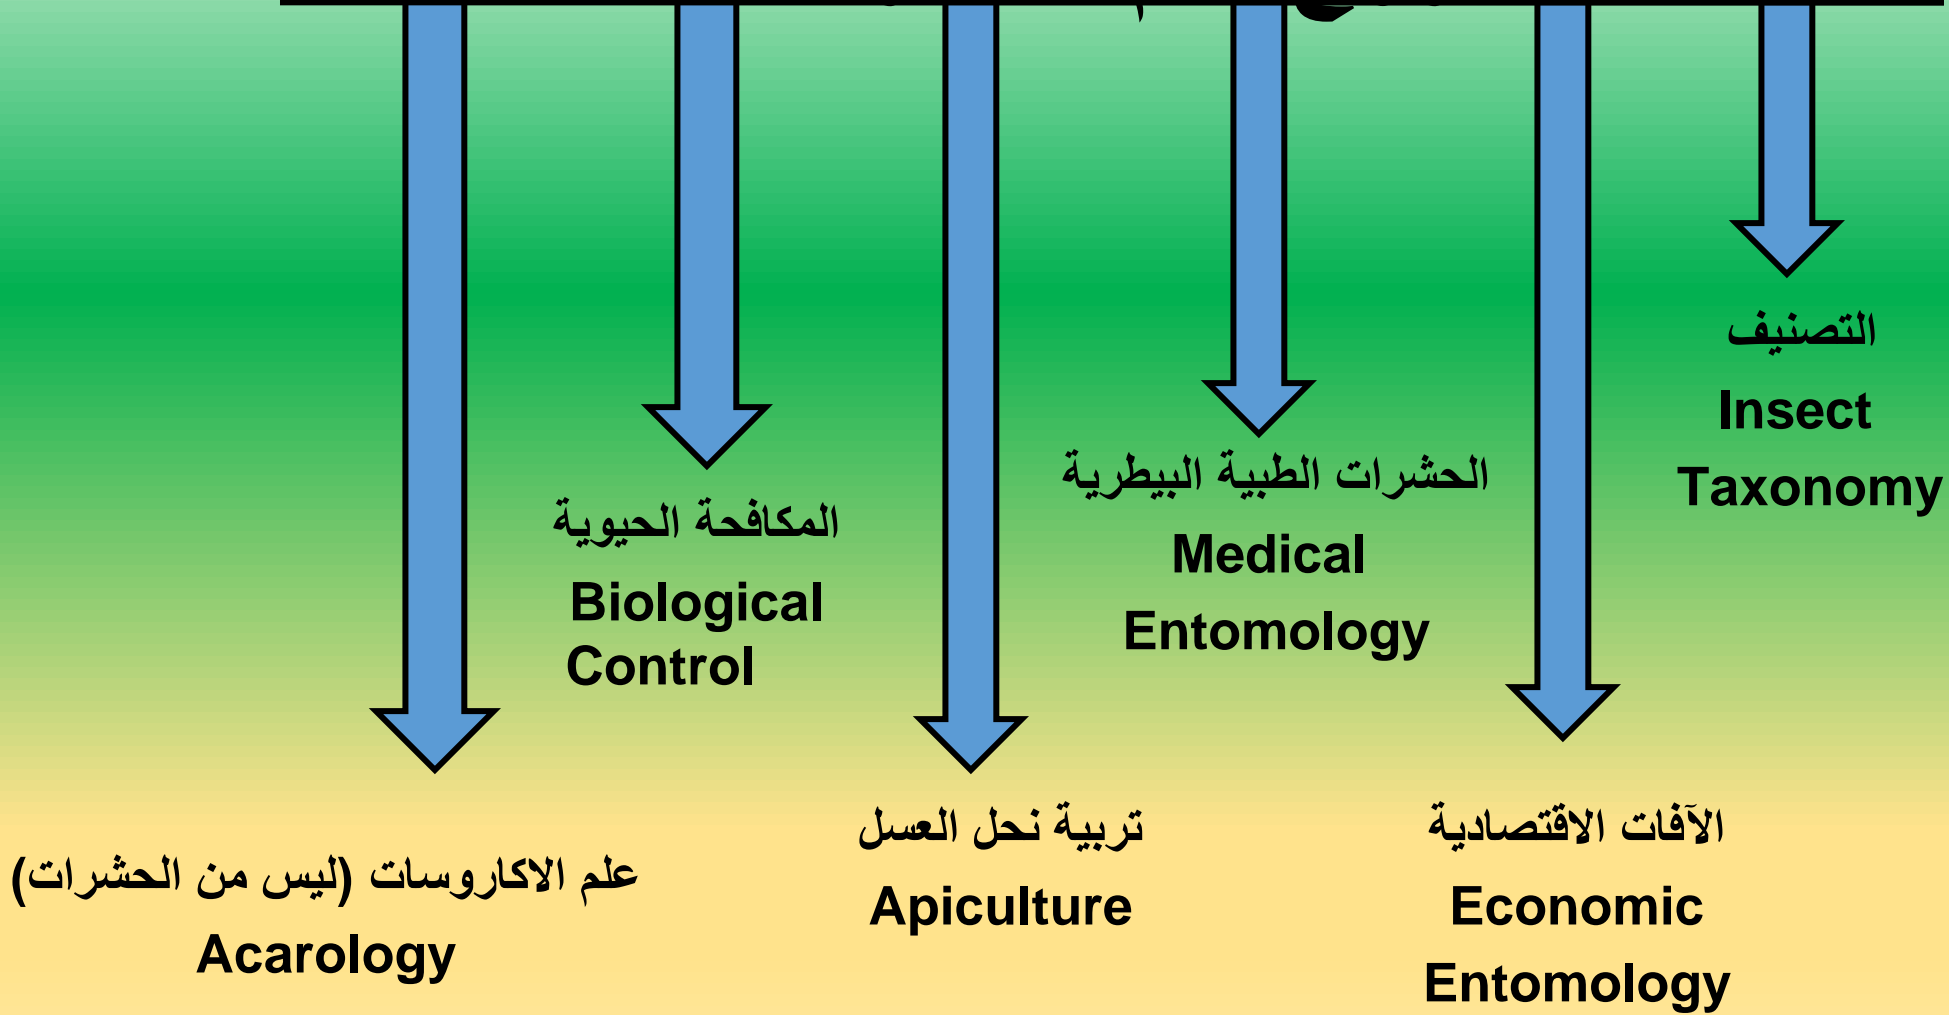 التصنيف
Insect
Taxonomy
الحشرات الطبية البيطرية
Medical
Entomology
المكافحة الحيوية
Biological
Control
الآفات الاقتصادية
Economic
Entomology
تربية نحل العسل
Apiculture
علم الاكاروسات (ليس من الحشرات)
Acarology